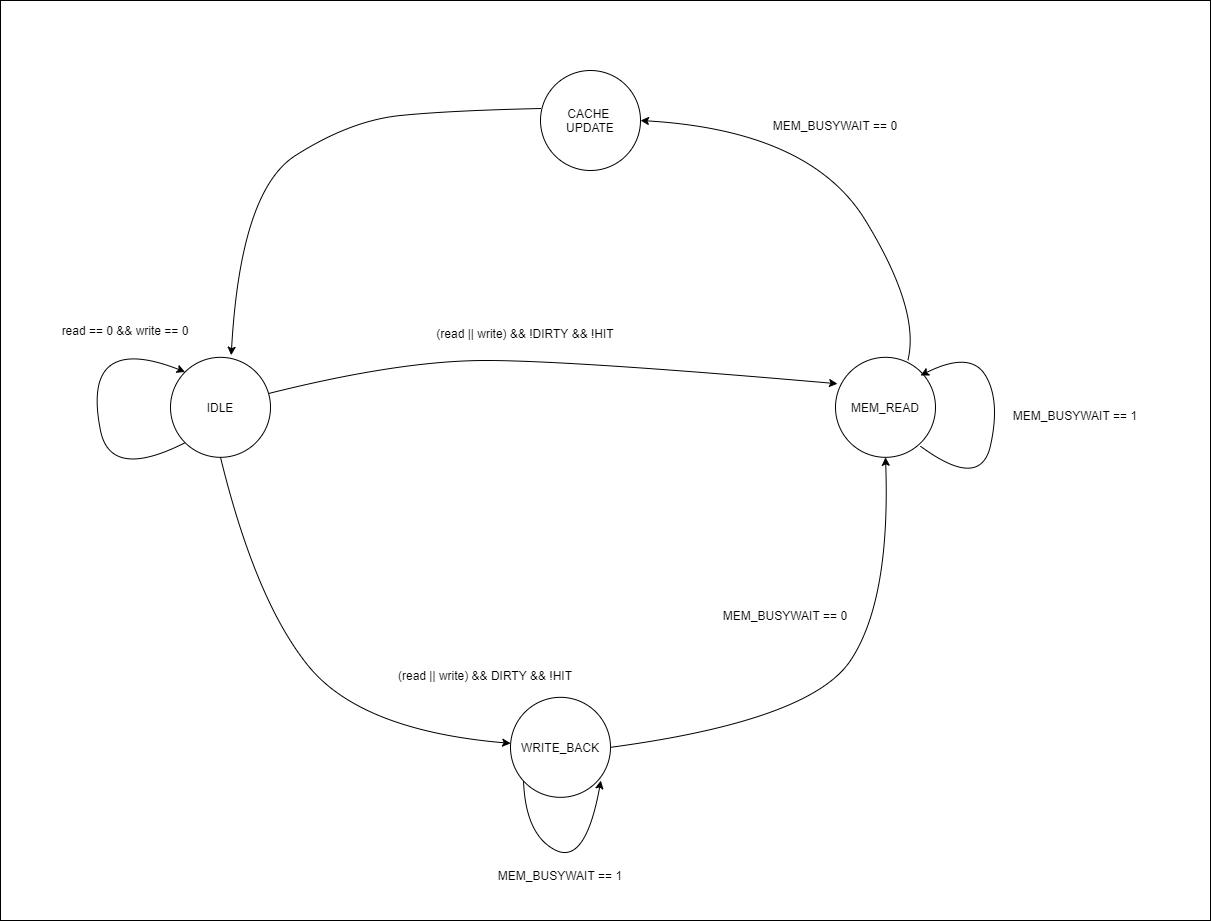 CACHE
UPDATE
MEM_BUSYWAIT == 0
read == 0 && write == 0
(read || write) && !DIRTY && !HIT
IDLE
MEM_READ
MEM_BUSYWAIT == 1
MEM_BUSYWAIT == 0
(read || write) && DIRTY && !HIT
WRITE_BACK
MEM_BUSYWAIT == 1